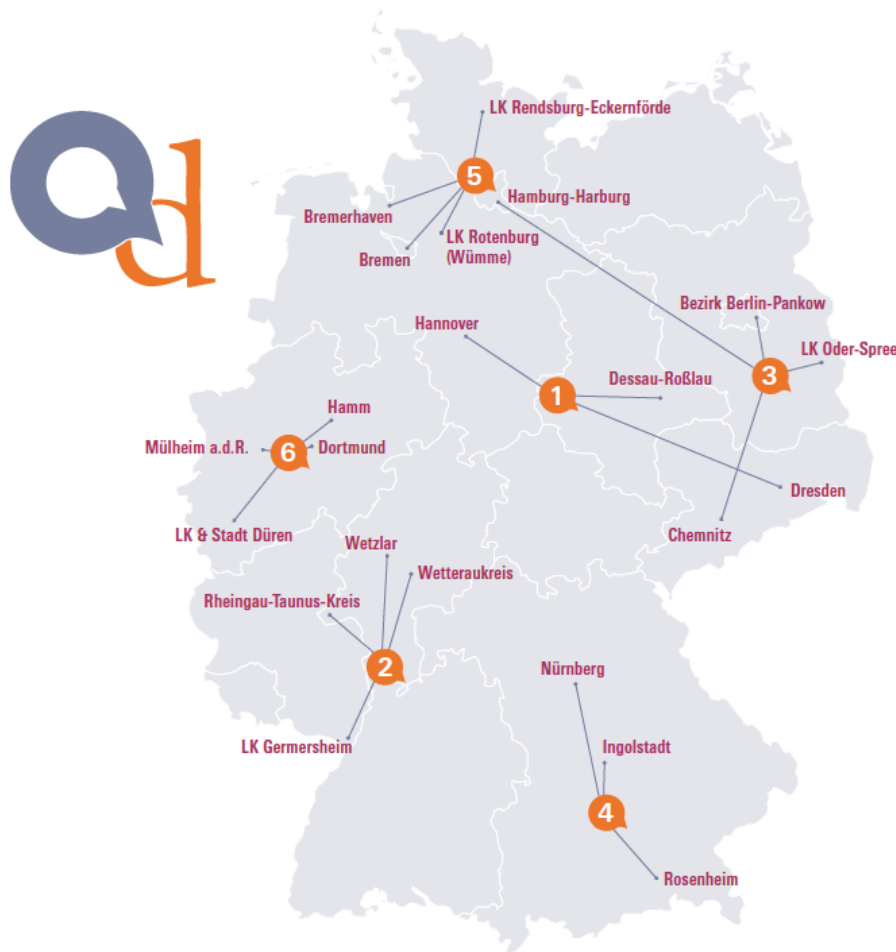 Qd
LK Rendsburg-Eckernförde
5
Hamburg-Harburg
Bremerhaven
LK Rotenburg
(Wümme)
Bremen
Bezirk Berlin-Pankow
Hannover
LK Oder-Spree
3
Dessau-Roßlau
1
Hamm
Mülheim a.d.R.
6
Dortmund
Dresden
LK & Stadt Düren
Chemnitz
Wetzlar
Wetteraukreis
Rheingau-Taunus-Kreis
2
Nürnberg
LK Germersheim
Ingolstadt
4
Rosenheim